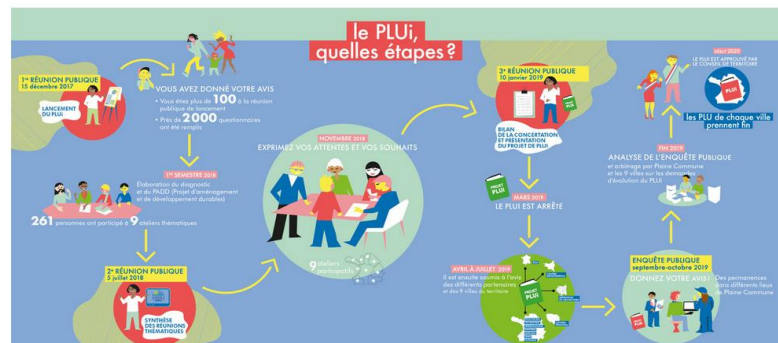 le PLUi,
quelles étapes ?
1re RÉUNION PUBLIQUE
15 décembre 2017
LANCEMENT
DU PLUi
VOUS AVEZ DONNÉ VOTRE AVIS
• Vous étiez plus de 100 à la réunion
publique de lancement
• Près de 2000 questionnaires
ont été remplis
1er SEMESTRE 2018
Élaboration du diagnostic
et du PADD (Projet d'aménagement
et de développement durables)
261 personnes ont participé à 9 ateliers thématiques
2e RÉUNION PUBLIQUE
5 juillet 2018
SYNTHÈSE
DES RÉUNIONS
THÉMATIQUES
NOVEMBRE 2018
EXPRIMEZ VOS ATTENTES ET VOS SOUHAITS
9 ateliers
participatifs
3e RÉUNION PUBLIQUE
10 janvier 2019
BILAN
DE LA CONCERTATION
ET PRÉSENTATION
DU PROJET DE PLUi
PROJET
PLUi
MARS 2019
LE PLUI EST ARRÊTÉ
AVRIL À JUILLET 2019
Il est ensuite soumis à l'avis
des différents partenaires
et des 9 villes du territoire
PROJET
PLUi
ENQUÊTE PUBLIQUE
septembre-octobre 2019
DONNEZ VOTRE AVIS !
Des permanences
dans différents lieux
de Plaine Commune
PROJET
PLUi
FIN 2019
ANALYSE DE L'ENQUÊTE PUBLIQUE
et arbitrage par Plaine Commune
et les 9 villes sur les demandes
d'évolution du PLUi
début 2020
LE PLUI EST APPROUVÉ PAR
LE CONSEIL DE TERRITOIRE
PLUi
les PLU de chaque ville
prennent fin